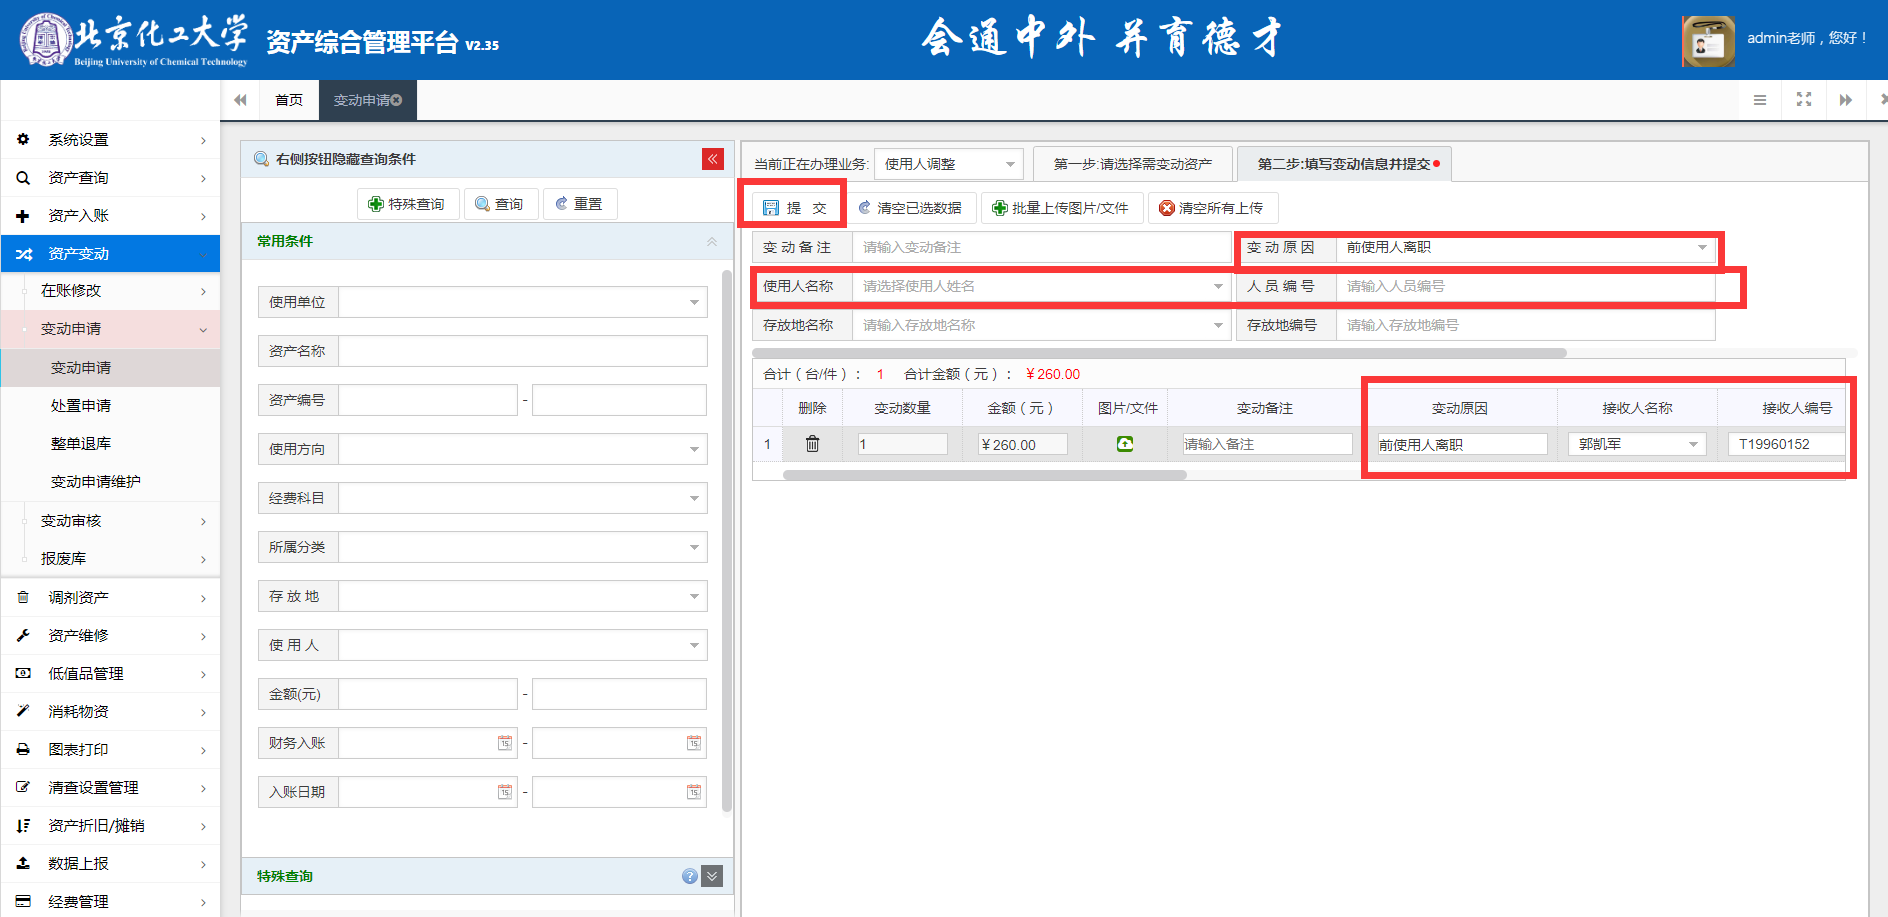 北京化工大学
Beijing University of Chemical Technology
资产综合管理平台 V2.35
会通中外 并育德才
admin老师，您好！
首页
变动申请
系统设置
资产查询
资产入账
资产变动
在账修改
变动申请
变动申请
处置申请
整单退库
变动申请维护
变动审核
报废库
调剂资产
资产维修
低值品管理
消耗物资
图表打印
清查设置管理
资产折旧/摊销
数据上报
经费管理
右侧按钮隐藏查询条件
特殊查询 查询 重置
常用条件
使用单位
资产名称
资产编号 -
使用方向
经费科目
所属分类
存 放 地
使 用 人
金额(元) -
财务入账 15 - 15
入账日期 15 - 15
特殊查询 ?
当前正在办理业务: 使用人调整 第一步:请选择需变动资产 第二步:填写变动信息并提交
提 交 清空已选数据 批量上传图片/文件 清空所有上传
变 动 备 注 请输入变动备注 变 动 原 因 前使用人离职
使用人名称 请选择使用人姓名 人 员 编 号 请输入人员编号
存放地名称 请输入存放地名称 存放地编号 请输入存放地编号
合计（台/件）： 1 合计金额（元）： ￥260.00
删除 变动数量 金额（元） 图片/文件 变动备注 变动原因 接收人名称 接收人编号
1 1 ￥260.00 请输入备注 前使用人离职 郭凯军 T19960152